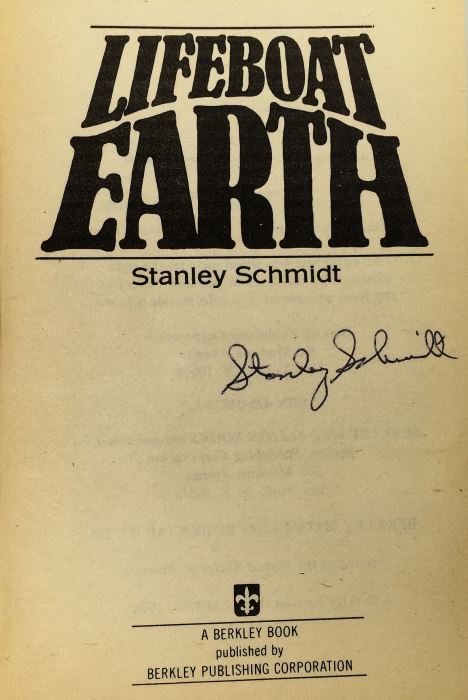 LIFEBOAT
EARTH
Stanley Schmidt
Stanley Schmidt
A BERKLEY BOOK
published by
BERKLEY PUBLISHING CORPORATION